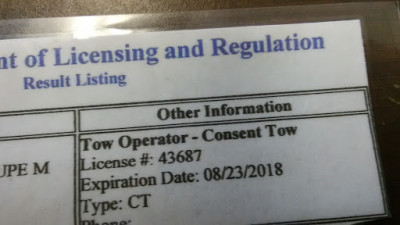 nt of Licensing and Regulation
Result Listing
Other Information
UPE M
Tow Operator - Consent Tow
License #: 43687
Expiration Date: 08/23/2018
Type: CT
Phone: